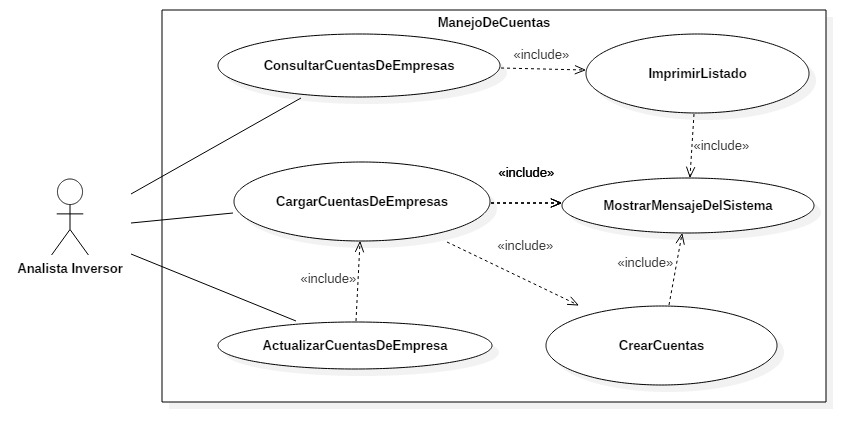 ManejoDeCuentas
ConsultarCuentasDeEmpresas
«include»
ImprimirListado
«include»
«include»
CargarCuentasDeEmpresas
MostrarMensajeDelSistema
Analista Inversor
«include»
«include»
«include»
ActualizarCuentasDeEmpresa
CrearCuentas